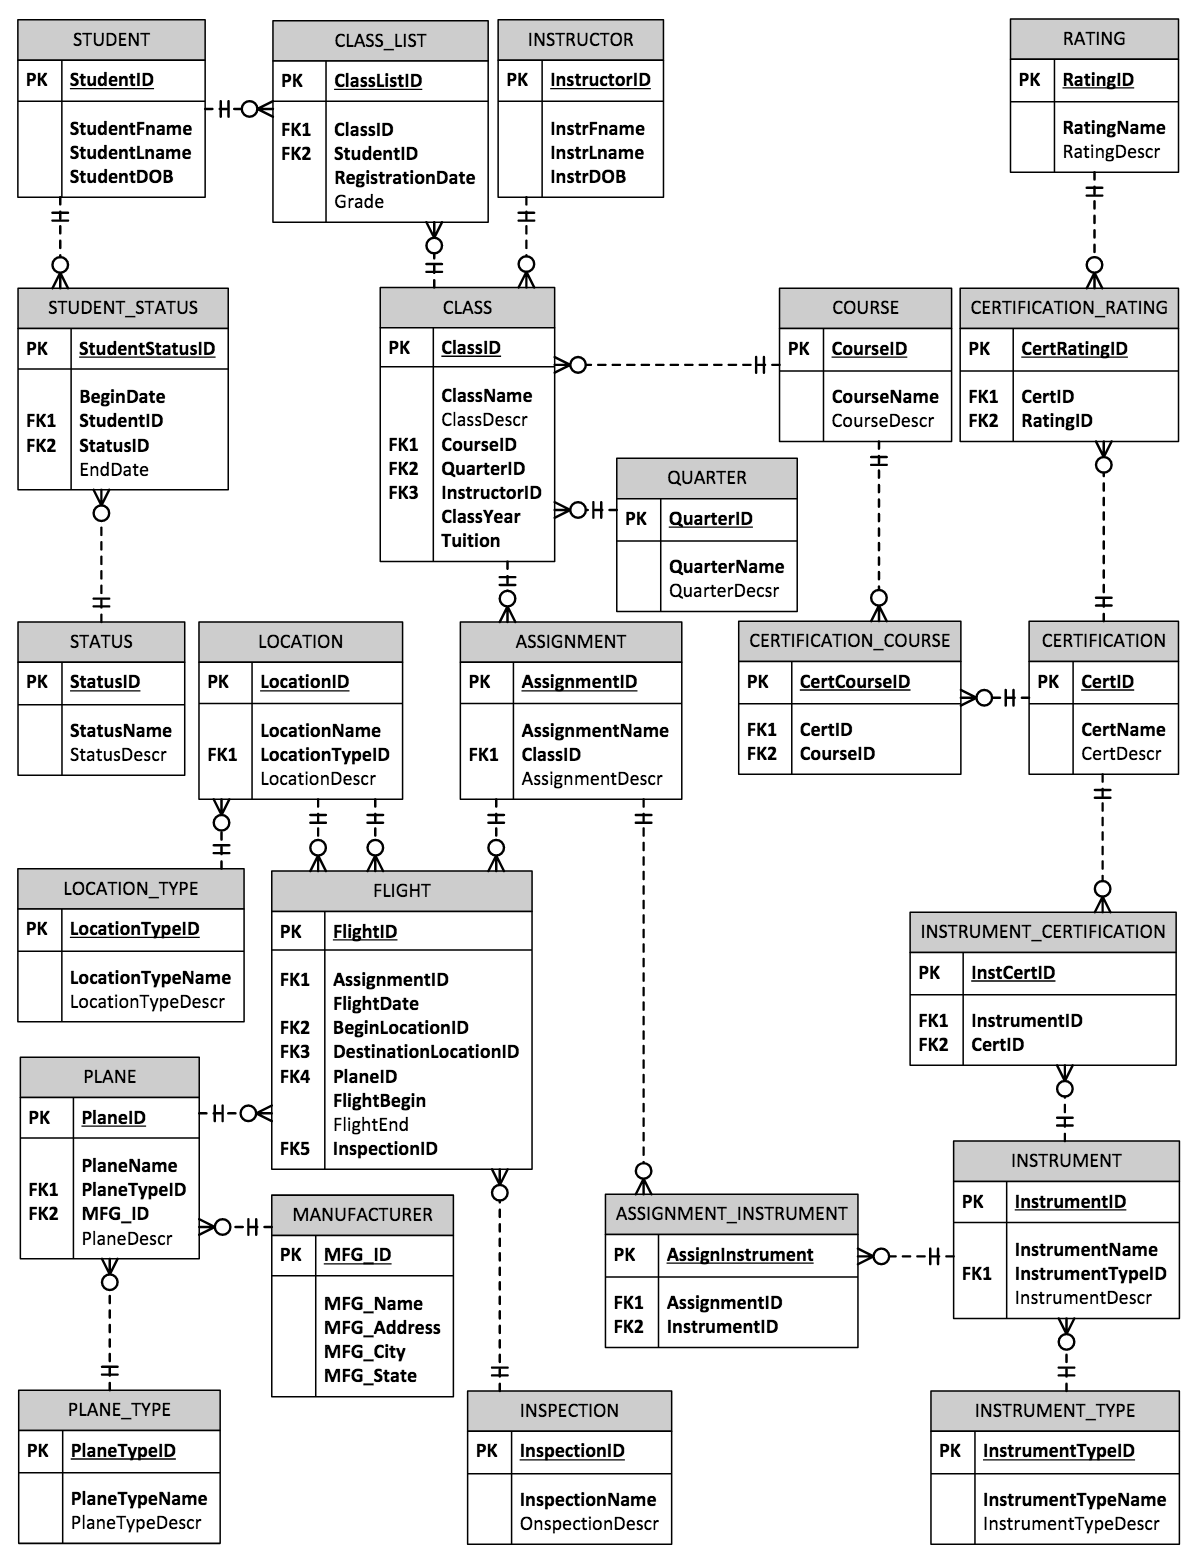 STUDENT
PK StudentID
StudentFname
StudentLname
StudentDOB
CLASS_LIST
PK ClassListID
FK1 ClassID
FK2 StudentID
RegistrationDate
Grade
INSTRUCTOR
PK InstructorID
InstrFname
InstrLname
InstrDOB
RATING
PK RatingID
RatingName
RatingDescr
STUDENT_STATUS
PK StudentStatusID
BeginDate
FK1 StudentID
FK2 StatusID
EndDate
CLASS
PK ClassID
ClassName
ClassDescr
FK1 CourseID
FK2 QuarterID
FK3 InstructorID
ClassYear
Tuition
COURSE
PK CourseID
CourseName
CourseDescr
CERTIFICATION_RATING
PK CertRatingID
FK1 CertID
FK2 RatingID
QUARTER
PK QuarterID
QuarterName
QuarterDecsr
STATUS
PK StatusID
StatusName
StatusDescr
LOCATION
PK LocationID
LocationName
FK1 LocationTypeID
LocationDescr
ASSIGNMENT
PK AssignmentID
AssignmentName
FK1 ClassID
AssignmentDescr
CERTIFICATION_COURSE
PK CertCourseID
FK1 CertID
FK2 CourseID
CERTIFICATION
PK CertID
CertName
CertDescr
LOCATION_TYPE
PK LocationTypeID
LocationTypeName
LocationTypeDescr
FLIGHT
PK FlightID
FK1 AssignmentID
FlightDate
FK2 BeginLocationID
FK3 DestinationLocationID
FK4 PlaneID
FlightBegin
FlightEnd
FK5 InspectionID
INSTRUMENT_CERTIFICATION
PK InstCertID
FK1 InstrumentID
FK2 CertID
PLANE
PK PlaneID
PlaneName
FK1 PlaneTypeID
FK2 MFG_ID
PlaneDescr
MANUFACTURER
PK MFG_ID
MFG_Name
MFG_Address
MFG_City
MFG_State
ASSIGNMENT_INSTRUMENT
PK AssignInstrument
FK1 AssignmentID
FK2 InstrumentID
INSTRUMENT
PK InstrumentID
InstrumentName
FK1 InstrumentTypeID
InstrumentDescr
PLANE_TYPE
PK PlaneTypeID
PlaneTypeName
PlaneTypeDescr
INSPECTION
PK InspectionID
InspectionName
OnspectionDescr
INSTRUMENT_TYPE
PK InstrumentTypeID
InstrumentTypeName
InstrumentTypeDescr